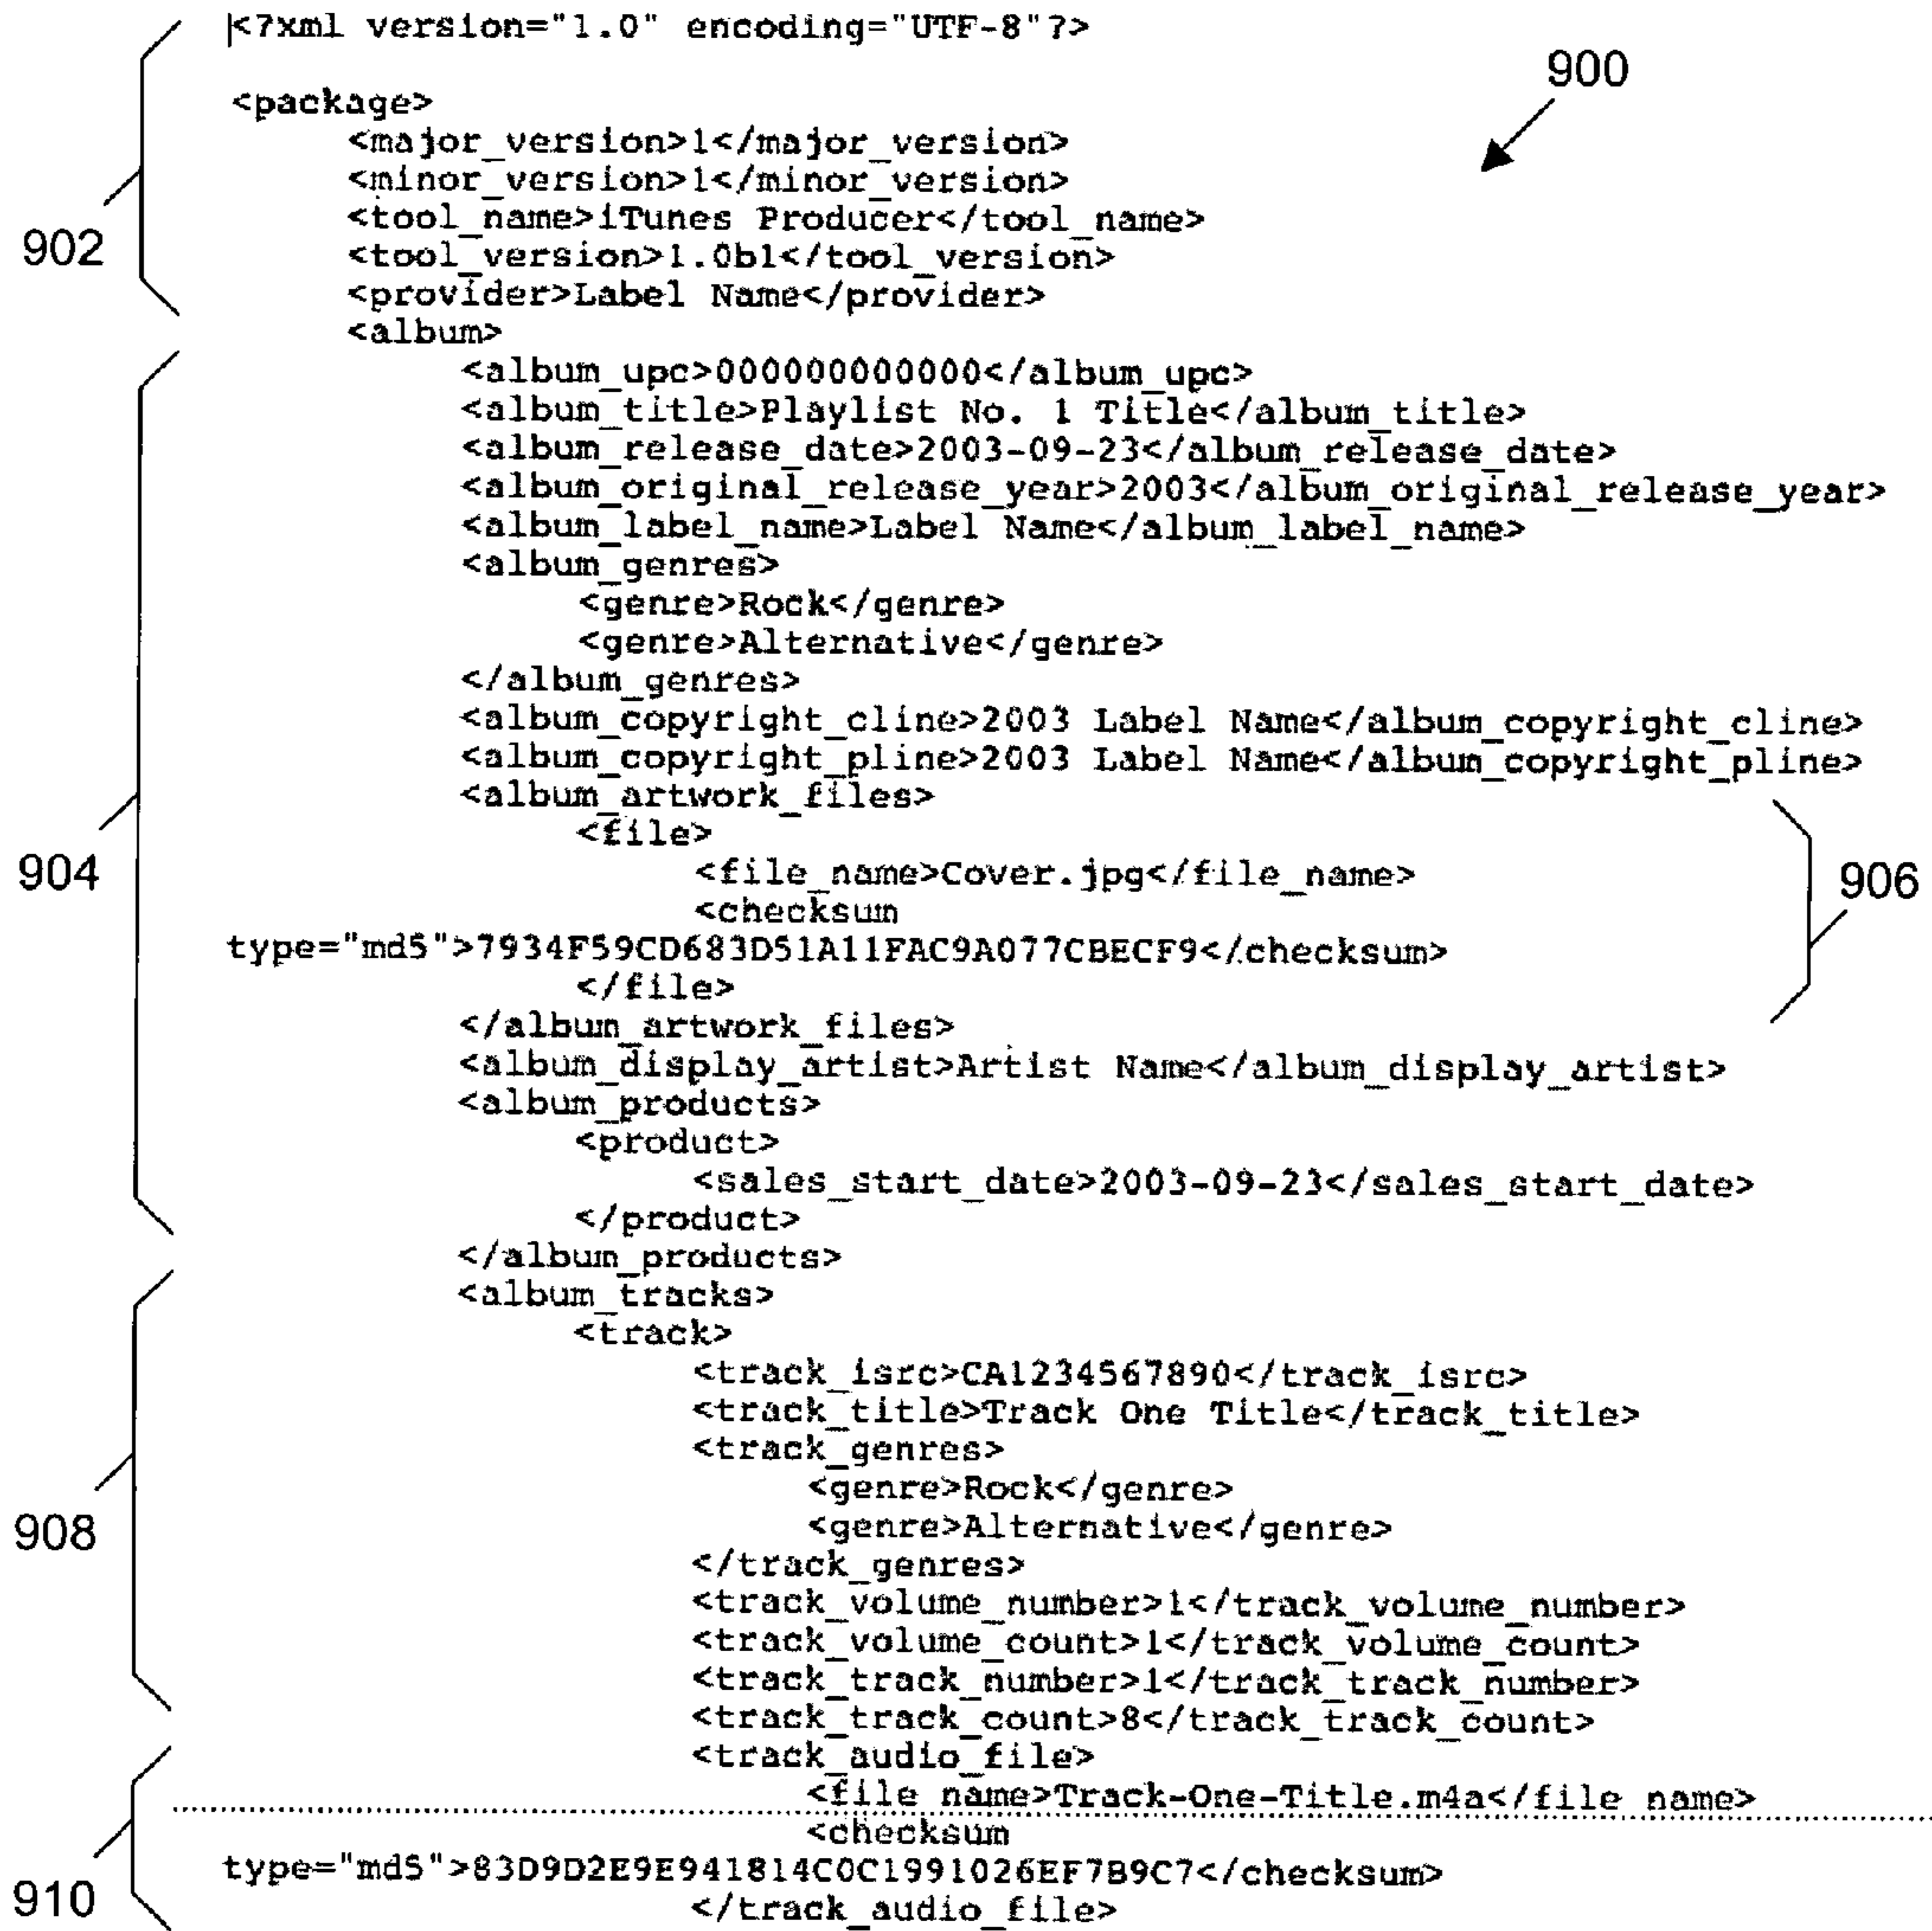 <?xml version="1.0" encoding="UTF-8"?>
900
<package>
<major_version>1</major_version>
<minor_version>1</minor_version>
<tool_name>iTunes Producer</tool_name>
902
<tool_version>1.0b1</tool_version>
<provider>Label Name</provider>
<album>
<album_upc>000000000000</album_upc>
<album_title>Playlist No. 1 Title</album_title>
<album_release_date>2003-09-23</album_release_date>
<album_original_release_year>2003</album_original_release_year>
<album_label_name>Label Name</album_label_name>
<album_genres>
<genre>Rock</genre>
<genre>Alternative</genre>
</album_genres>
<album_copyright_cline>2003 Label Name</album_copyright_cline>
<album_copyright_pline>2003 Label Name</album_copyright_pline>
<album_artwork_files>
<file>
904
<file_name>Cover.jpg</file_name>
906
<checksum
type="md5">7934F59CD683D51A11FAC9A077CBECF9</checksum>
</file>
</album_artwork_files>
<album_display_artist>Artist Name</album_display_artist>
<album_products>
<product>
<sales_start_date>2003-09-23</sales_start_date>
</product>
</album_products>
<album_tracks>
<track>
<track_isrc>CA1234567890</track_isrc>
<track_title>Track One Title</track_title>
<track_genres>
<genre>Rock</genre>
908
<genre>Alternative</genre>
</track_genres>
<track_volume_number>1</track_volume_number>
<track_volume_count>1</track_volume_count>
<track_track_number>1</track_track_number>
<track_track_count>8</track_track_count>
<track_audio_file>
<file_name>Track-One-Title.m4a</file_name>
<checksum
type="md5">83D9D2E9E941814C0C1991026EF7B9C7</checksum>
910
</track_audio_file>